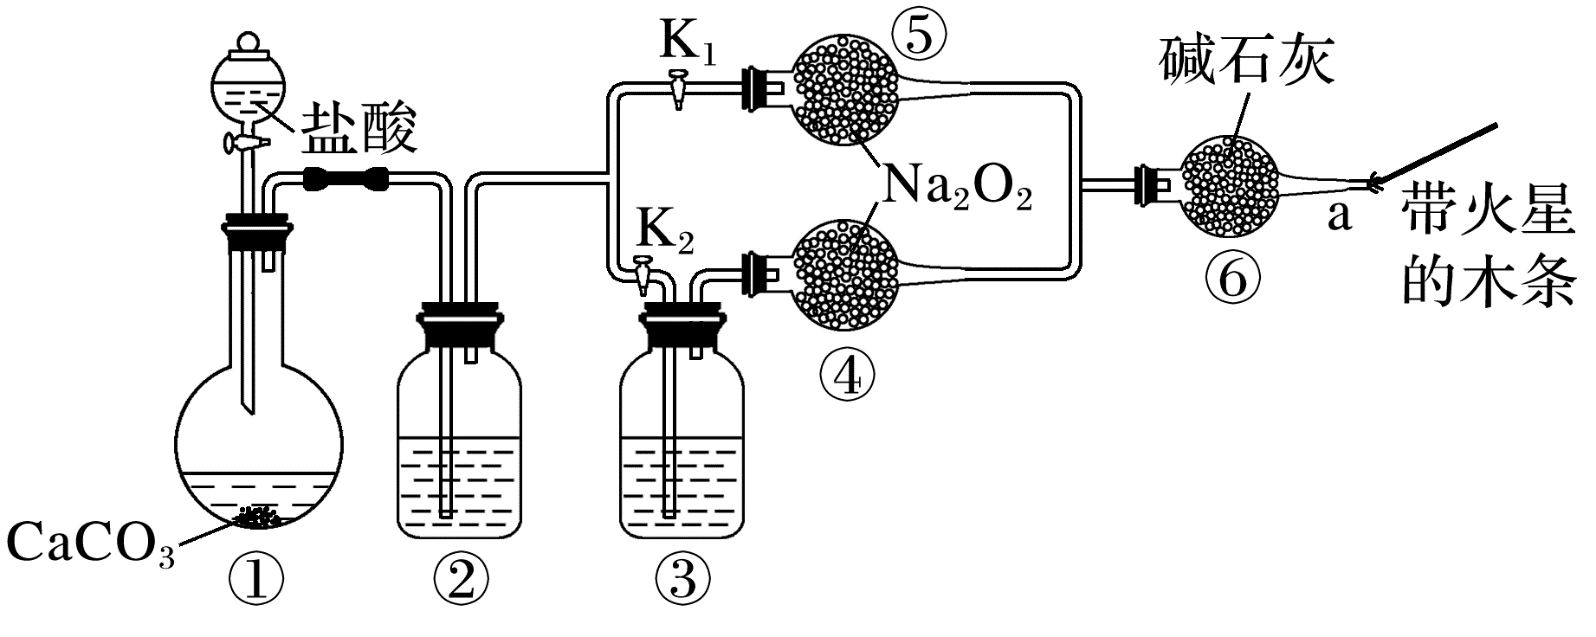 K₁
⑤
碱石灰
盐酸
Na₂O₂
a
带火星
的木条
K₂
⑥
④
CaCO₃
①
②
③